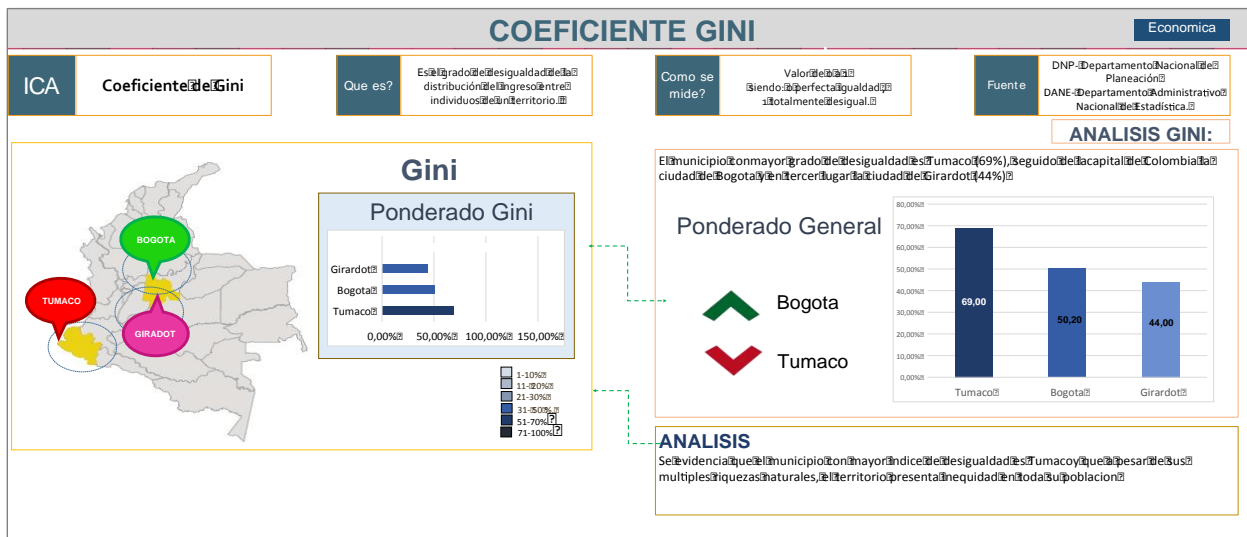 COEFICIENTE GINI
Economica
ICA
Coeficiente de Gini
Que es?
Es el grado de desigualdad de la
distribución del ingreso entre
individuos de un territorio.
Como se
mide?
Valor de 0 a 1
siendo: 0 perfecta igualdad y
1 totalmente desigual.
Fuente
DNP- Departamento Nacional de
Planeación
DANE- Departamento Administrativo
Nacional de Estadística.
ANALISIS GINI:
Gini
Ponderado Gini
Girardot
Bogota
Tumaco
0,00% 50,00% 100,00% 150,00%
BOGOTA
TUMACO
GIRADOT
1-10%
11-20%
21-30%
31-50%
51-70%
71-100%
El municipio con mayor grado de desigualdad es Tumaco (69%), seguido de la capital de Colombia la
ciudad de Bogota y en tercer lugar la ciudad de Girardot (44%)
Ponderado General
Bogota
Tumaco
80,00%
70,00%
60,00%
50,00%
40,00%
30,00%
20,00%
10,00%
0,00%
69,00
50,20
44,00
Tumaco Bogota Girardot
ANALISIS
Se evidencia que el municipio con mayor indice de desigualdad es Tumaco y que a pesar de sus
multiples riquezas naturales, el territorio presenta inequidad en toda su poblacion